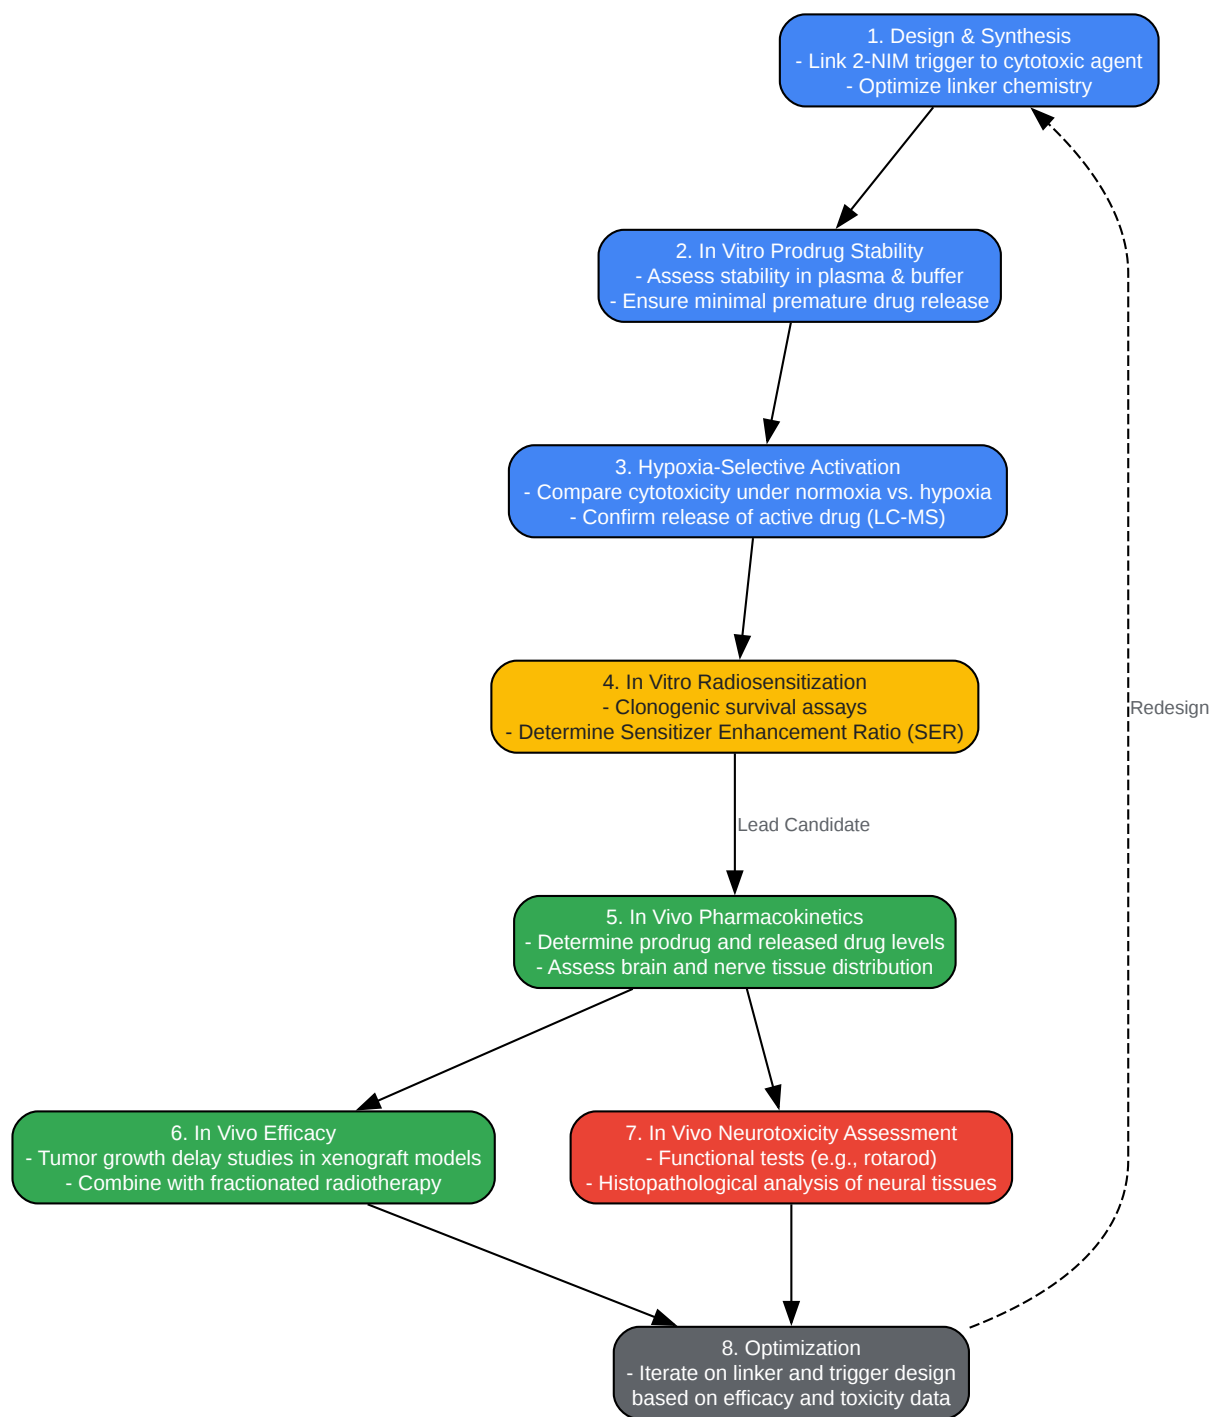 1. Design & Synthesis
- Link 2-NIM trigger to cytotoxic agent
- Optimize linker chemistry
2. In Vitro Prodrug Stability
- Assess stability in plasma & buffer
- Ensure minimal premature drug release
3. Hypoxia-Selective Activation
- Compare cytotoxicity under normoxia vs. hypoxia
- Confirm release of active drug (LC-MS)
4. In Vitro Radiosensitization
- Clonogenic survival assays
- Determine Sensitizer Enhancement Ratio (SER)
Redesign
Lead Candidate
5. In Vivo Pharmacokinetics
- Determine prodrug and released drug levels
- Assess brain and nerve tissue distribution
6. In Vivo Efficacy
- Tumor growth delay studies in xenograft models
- Combine with fractionated radiotherapy
7. In Vivo Neurotoxicity Assessment
- Functional tests (e.g., rotarod)
- Histopathological analysis of neural tissues
8. Optimization
- Iterate on linker and trigger design
based on efficacy and toxicity data